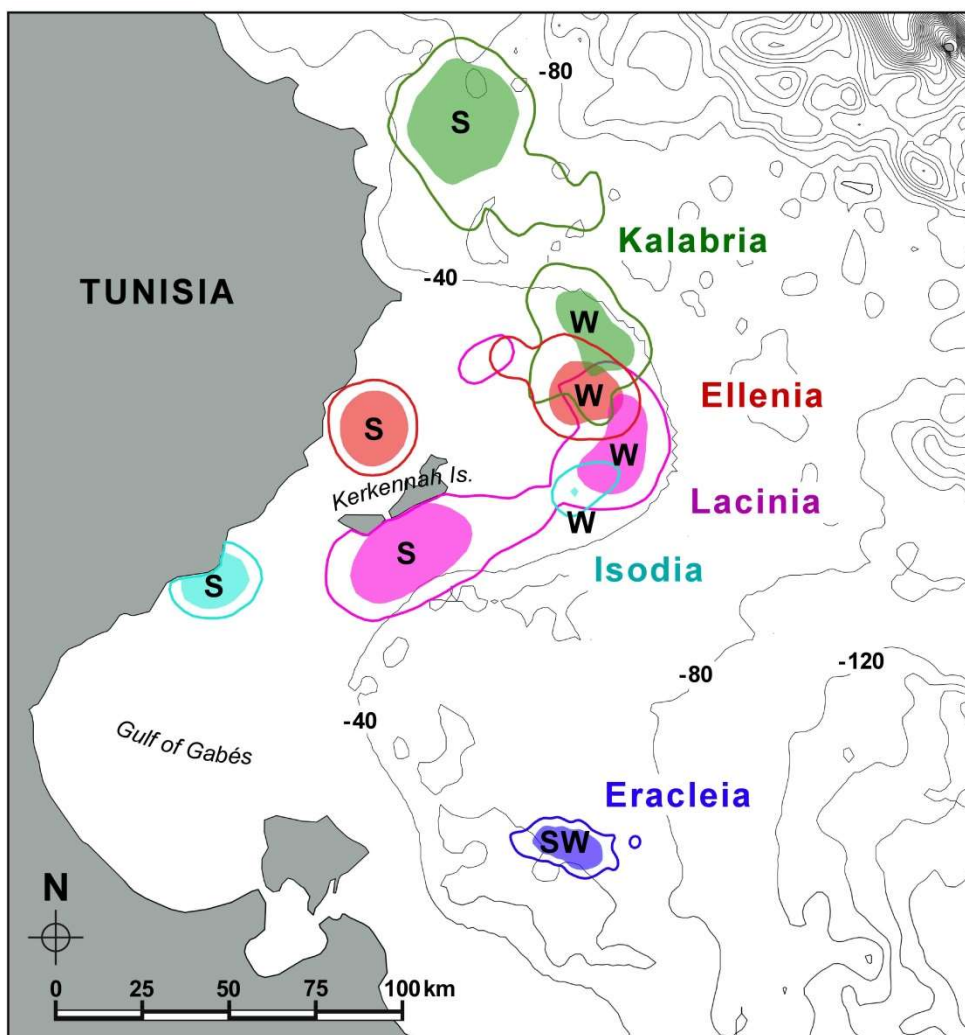 -80
S
Kalabria
TUNISIA
-40
W
W
Ellenia
S
W
Kerkennah Is.
Lacinia
W
S
Isodia
S
-120
-80
-40
Gulf of Gabés
Eracleia
SW
N
0 25 50 75 100 km